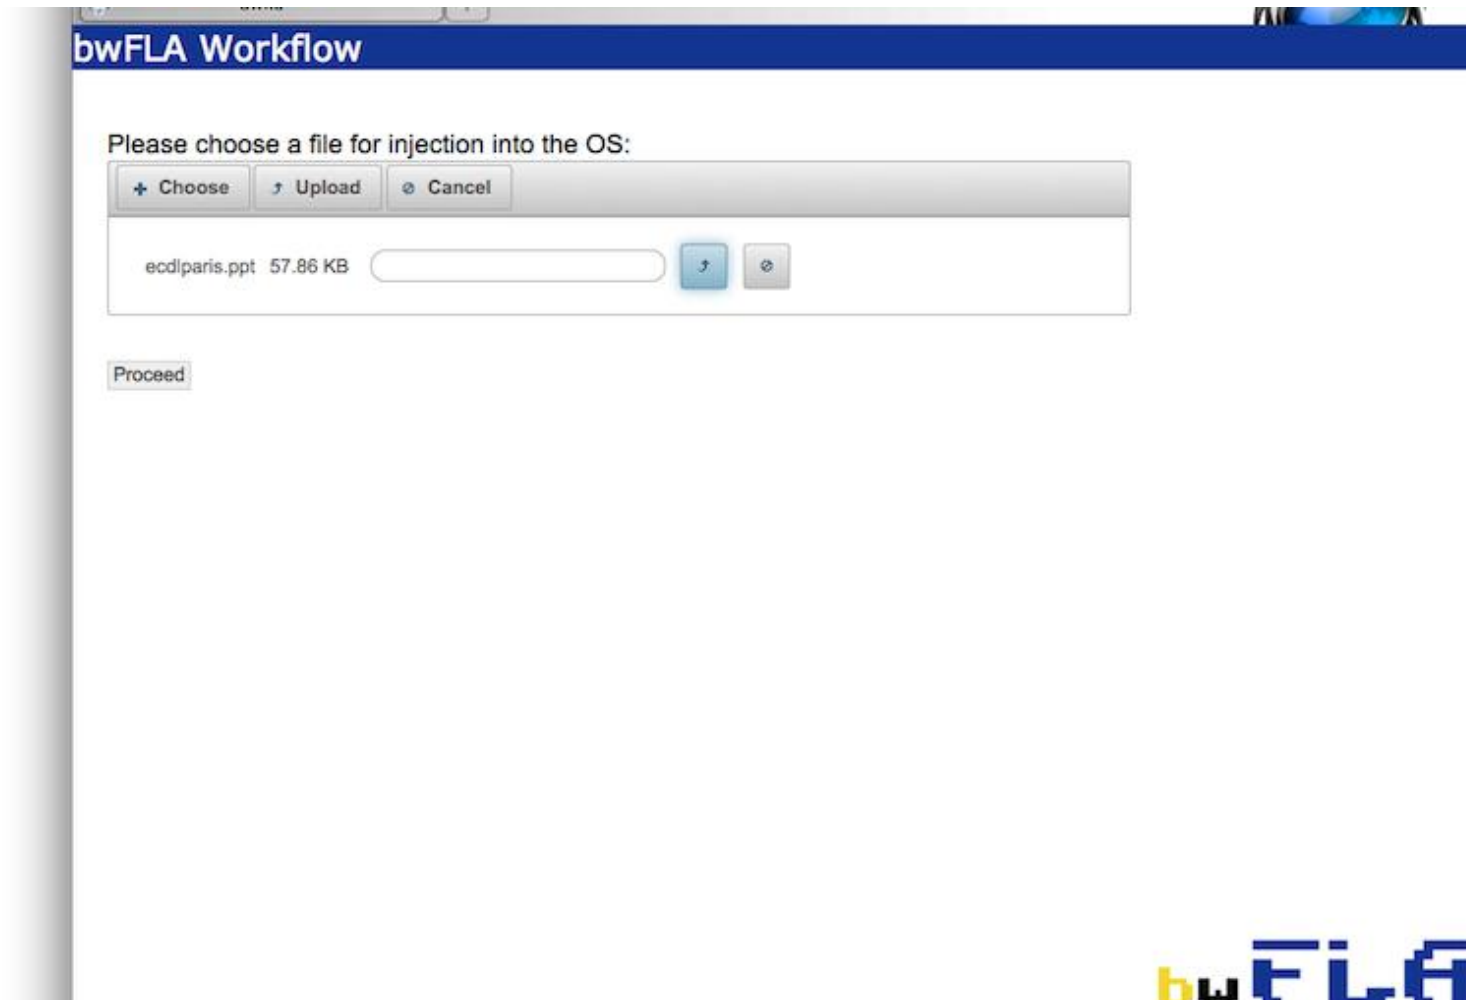 bwFLA Workflow
Please choose a file for injection into the OS:
Choose Upload Cancel
ecdlparis.ppt 57.86 KB
Proceed
bwFLA